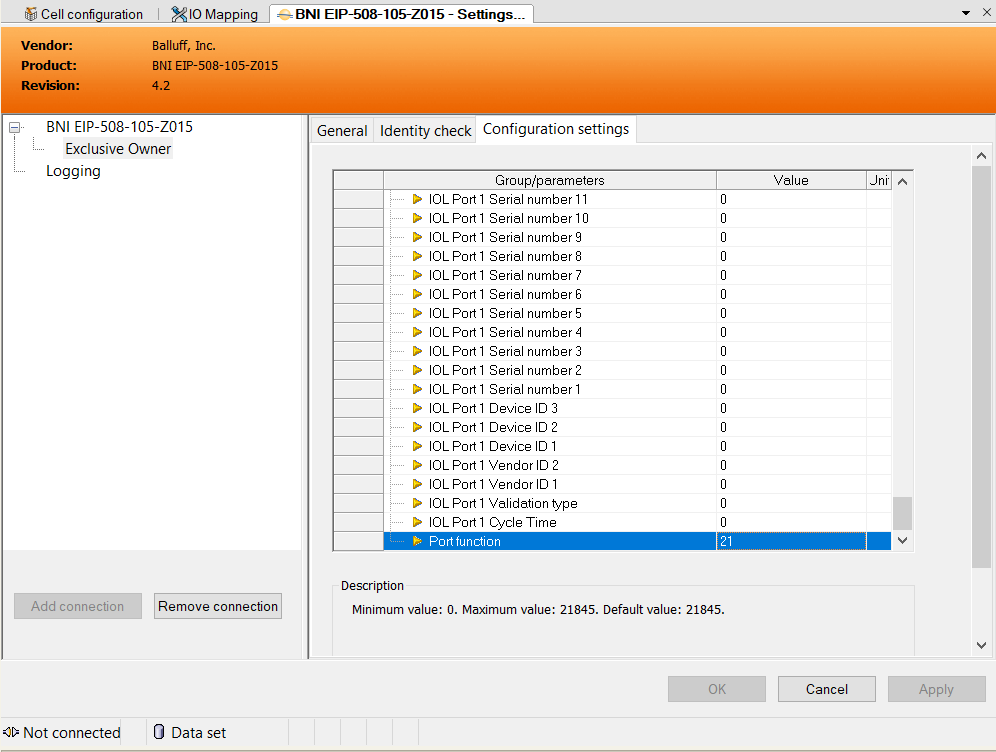 Cell configuration
IO Mapping
BNI EIP-508-105-Z015 - Settings...
Vendor: Balluff, Inc.
Product: BNI EIP-508-105-Z015
Revision: 4.2
BNI EIP-508-105-Z015
Exclusive Owner
Logging
General
Identity check
Configuration settings
Group/parameters Value Uni
IOL Port 1 Serial number 11 0
IOL Port 1 Serial number 10 0
IOL Port 1 Serial number 9 0
IOL Port 1 Serial number 8 0
IOL Port 1 Serial number 7 0
IOL Port 1 Serial number 6 0
IOL Port 1 Serial number 5 0
IOL Port 1 Serial number 4 0
IOL Port 1 Serial number 3 0
IOL Port 1 Serial number 2 0
IOL Port 1 Serial number 1 0
IOL Port 1 Device ID 3 0
IOL Port 1 Device ID 2 0
IOL Port 1 Device ID 1 0
IOL Port 1 Vendor ID 2 0
IOL Port 1 Vendor ID 1 0
IOL Port 1 Validation type 0
IOL Port 1 Cycle Time 0
Port function 21
Description
Minimum value: 0. Maximum value: 21845. Default value: 21845.
Add connection
Remove connection
OK
Cancel
Apply
Not connected
Data set